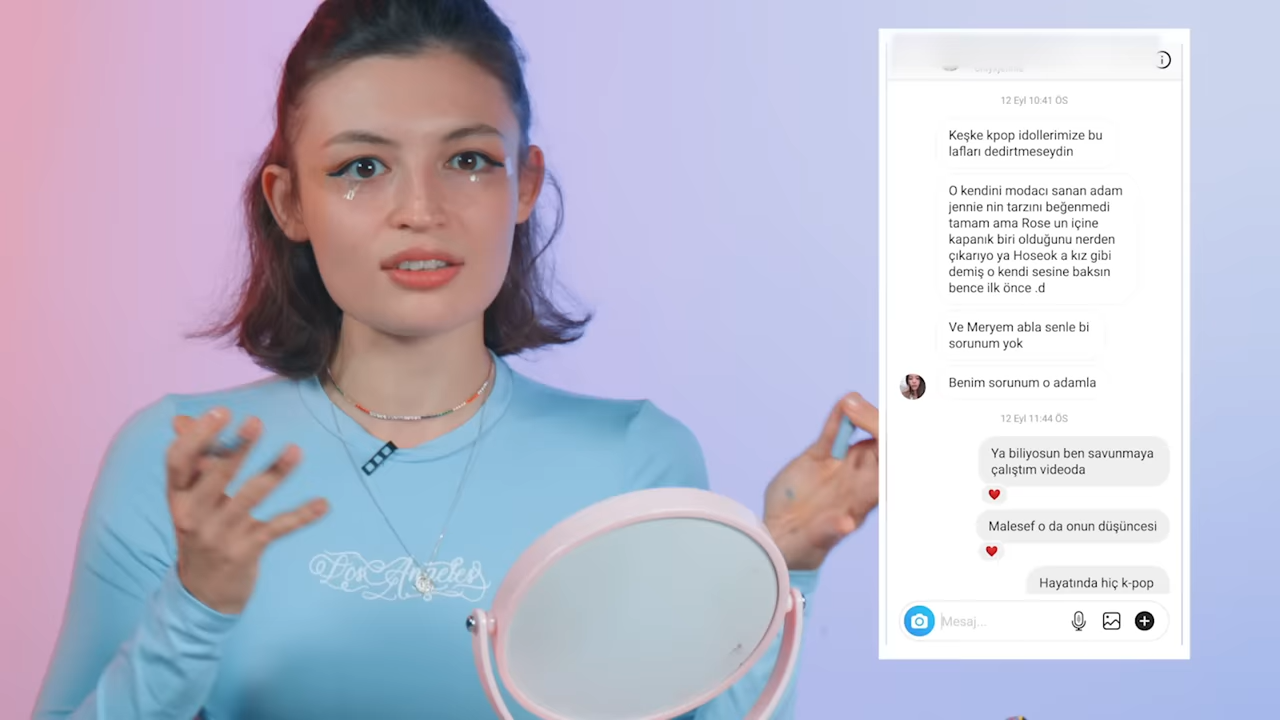 Los Angeles
12 Eyl 10:41 ÖS
Keşke kpop idollerimize bu
lafları dedirtmeseydin
O kendini modacı sanan adam
jennie nin tarzını beğenmedi
tamam ama Rose un içine
kapanık biri olduğunu nerden
çıkarıyo ya Hoseok a kız gibi
demiş o kendi sesine baksın
bence ilk önce .d
Ve Meryem abla senle bi
sorunum yok
Benim sorunum o adamla
12 Eyl 11:44 ÖS
Ya biliyosun ben savunmaya
çalıştım videoda
Malesef o da onun düşüncesi
Hayatında hiç k-pop
Mesaj...